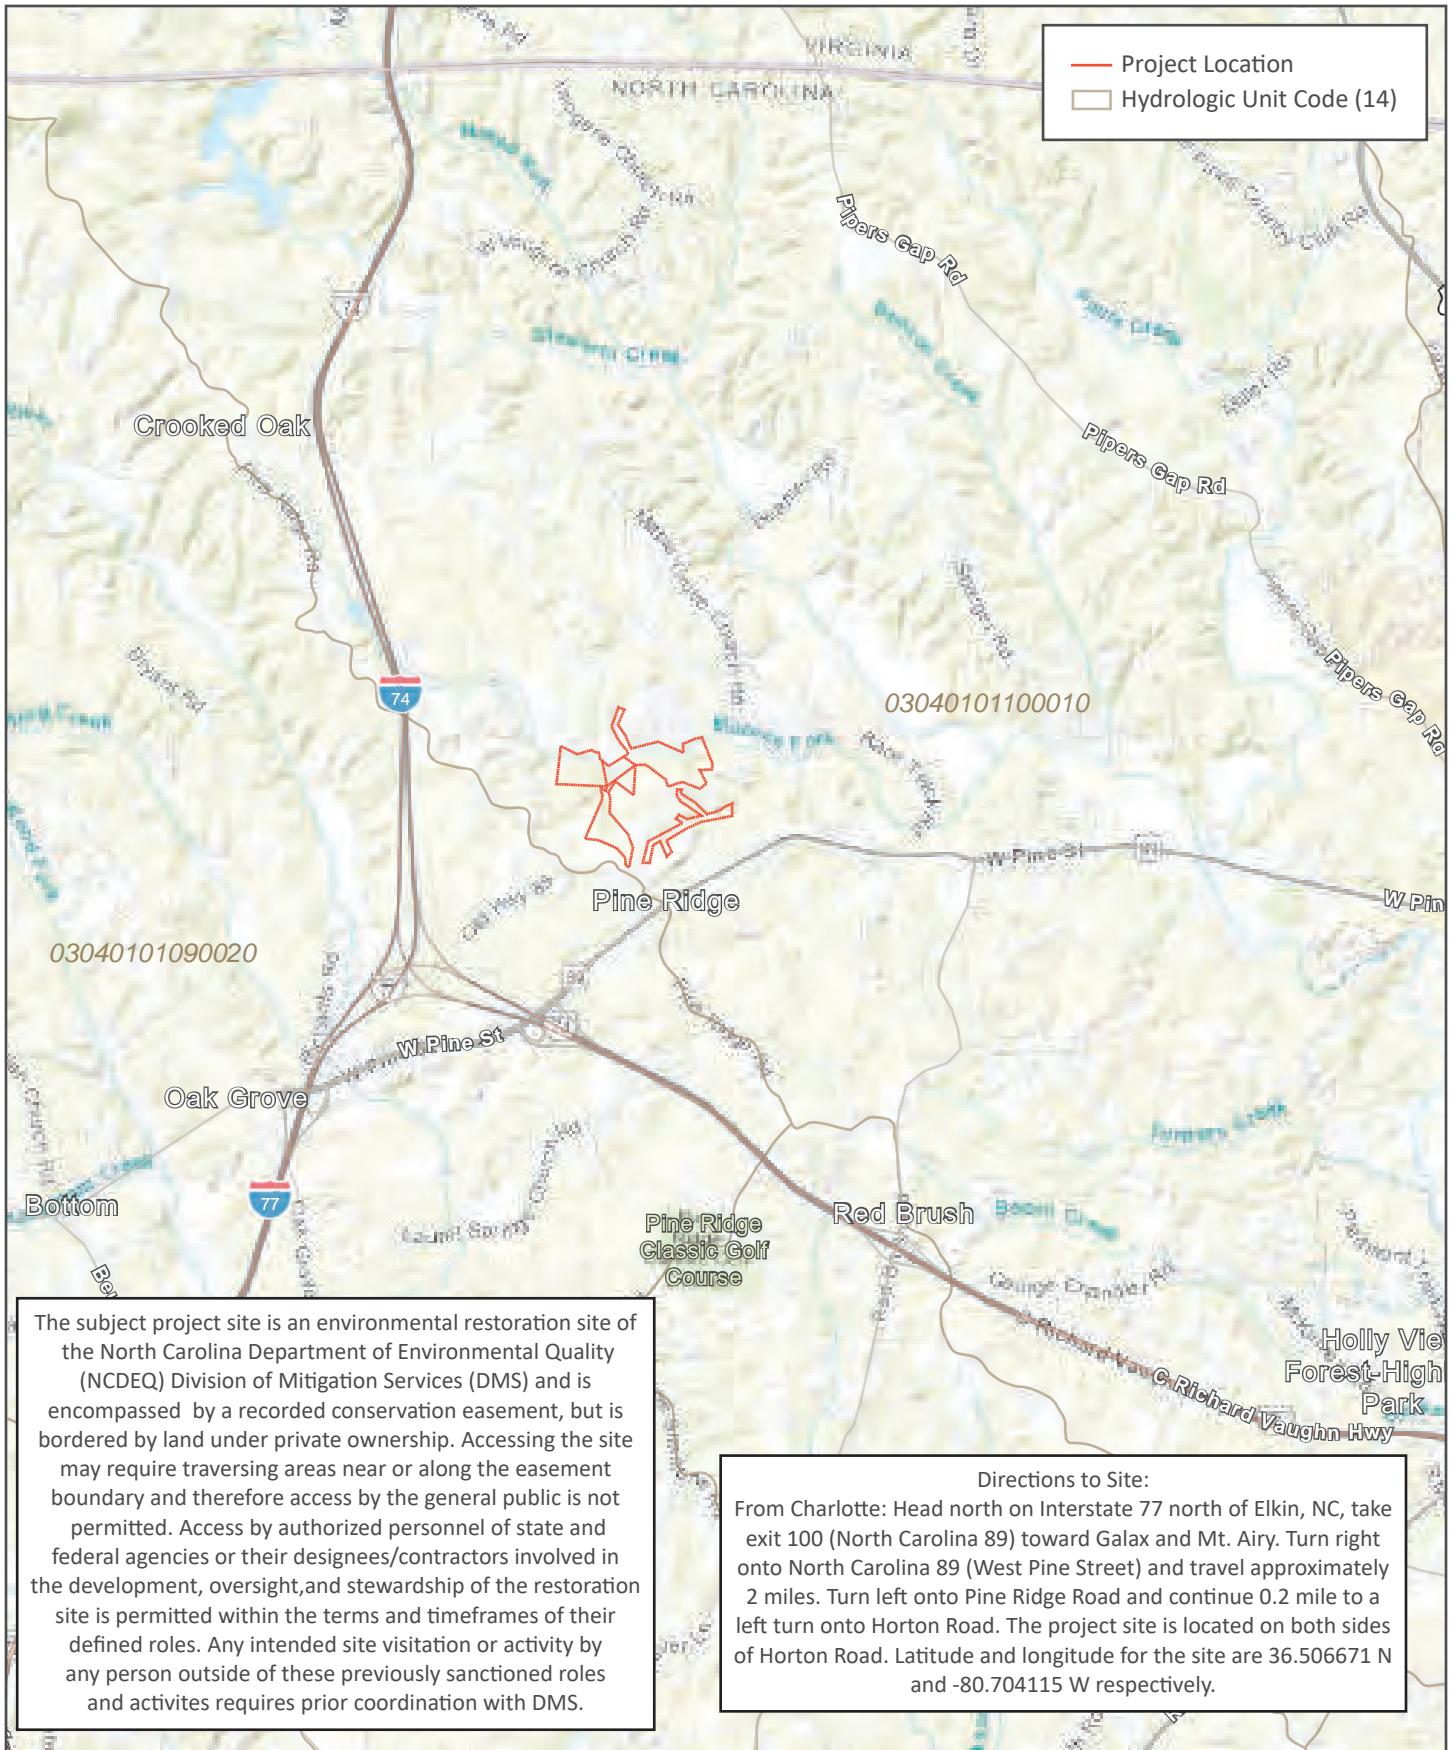 VIRGINIA
NORTH CAROLINA
Project Location
Hydrologic Unit Code (14)
Pipers Gap Rd
Stewarts Creek
Crooked Oak
Pipers Gap Rd
74
03040101100010
Pipers Gap Rd
W Pine St
Pine Ridge
W Pin
03040101090020
W Pine St
Oak Grove
Bottom
77
Red Brush
Pine Ridge
Classic Golf
Course
George Chandler Rd
Holly Vie
Forest-High
Park
C Richard Vaughn Hwy
The subject project site is an environmental restoration site of
the North Carolina Department of Environmental Quality
(NCDEQ) Division of Mitigation Services (DMS) and is
encompassed by a recorded conservation easement, but is
bordered by land under private ownership. Accessing the site
may require traversing areas near or along the easement
boundary and therefore access by the general public is not
permitted. Access by authorized personnel of state and
federal agencies or their designees/contractors involved in
the development, oversight,and stewardship of the restoration
site is permitted within the terms and timeframes of their
defined roles. Any intended site visitation or activity by
any person outside of these previously sanctioned roles
and activites requires prior coordination with DMS.
Directions to Site:
From Charlotte: Head north on Interstate 77 north of Elkin, NC, take
exit 100 (North Carolina 89) toward Galax and Mt. Airy. Turn right
onto North Carolina 89 (West Pine Street) and travel approximately
2 miles. Turn left onto Pine Ridge Road and continue 0.2 mile to a
left turn onto Horton Road. The project site is located on both sides
of Horton Road. Latitude and longitude for the site are 36.506671 N
and -80.704115 W respectively.